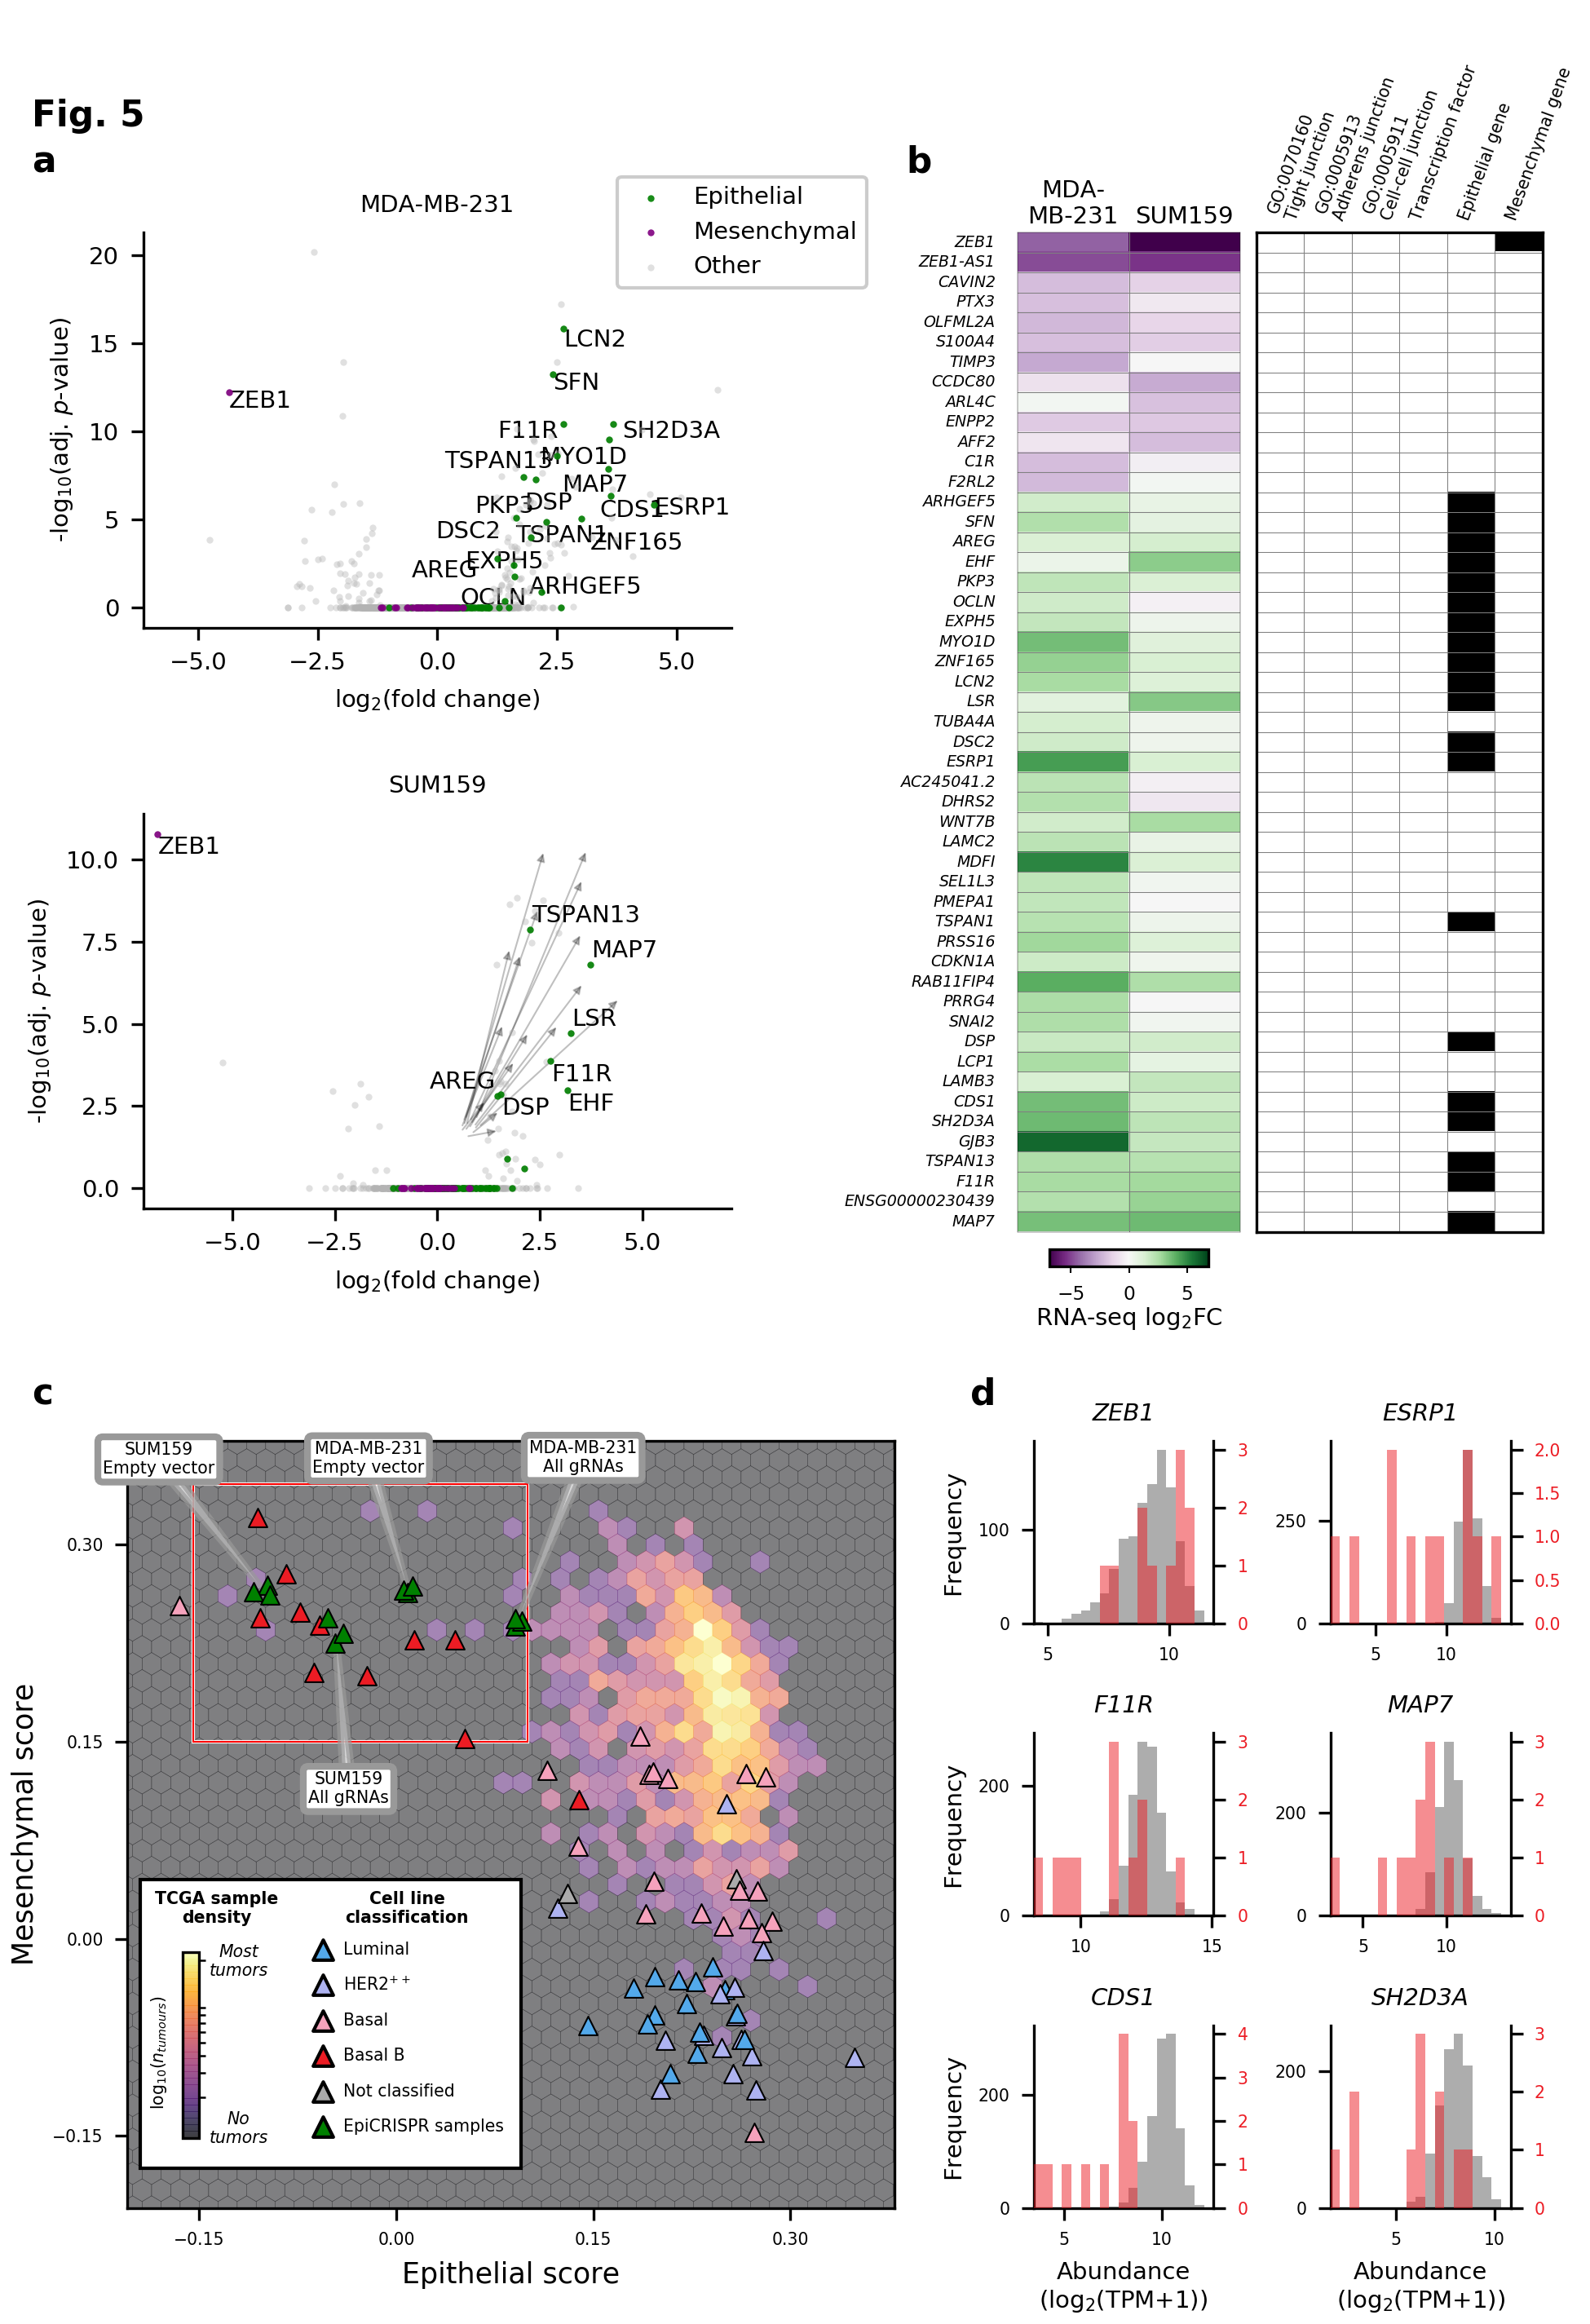 Fig. 5
a
MDA-MB-231
Epithelial
Mesenchymal
Other
20
15
10
5
0
-log10(adj. p-value)
LCN2
SFN
ZEB1
F11R
SH2D3A
MYO1D
TSPAN13
MAP7
PKP3
DSP
CDS1
ESRP1
DSC2
TSPAN1
ZNF165
EXPH5
AREG
ARHGEF5
OCLN
−5.0
−2.5
0.0
2.5
5.0
log2(fold change)
SUM159
ZEB1
10.0
7.5
5.0
2.5
0.0
-log10(adj. p-value)
TSPAN13
MAP7
LSR
F11R
AREG
DSP
EHF
−5.0
−2.5
0.0
2.5
5.0
log2(fold change)
b
MDA-
MB-231
SUM159
GO:0070160
Tight junction
GO:0005913
Adherens junction
GO:0005911
Cell-cell junction
Transcription factor
Epithelial gene
Mesenchymal gene
ZEB1
ZEB1-AS1
CAVIN2
PTX3
OLFML2A
S100A4
TIMP3
CCDC80
ARL4C
ENPP2
AFF2
C1R
F2RL2
ARHGEF5
SFN
AREG
EHF
PKP3
OCLN
EXPH5
MYO1D
ZNF165
LCN2
LSR
TUBA4A
DSC2
ESRP1
AC245041.2
DHRS2
WNT7B
LAMC2
MDFI
SEL1L3
PMEPA1
TSPAN1
PRSS16
CDKN1A
RAB11FIP4
PRRG4
SNAI2
DSP
LCP1
LAMB3
CDS1
SH2D3A
GJB3
TSPAN13
F11R
ENSG00000230439
MAP7
−5
0
5
RNA-seq log2FC
c
SUM159
Empty vector
MDA-MB-231
Empty vector
MDA-MB-231
All gRNAs
SUM159
All gRNAs
0.30
0.15
0.00
−0.15
Mesenchymal score
TCGA sample
density
Most
tumors
No
tumors
log10(ntumours)
Cell line
classification
Luminal
HER2++
Basal
Basal B
Not classified
EpiCRISPR samples
−0.15
0.00
0.15
0.30
Epithelial score
d
ZEB1
Frequency
100
0
3
2
1
0
5
10
ESRP1
250
0
2.0
1.5
1.0
0.5
0.0
5
10
F11R
Frequency
200
0
3
2
1
0
10
15
MAP7
200
0
3
2
1
0
5
10
CDS1
Frequency
200
0
4
3
2
1
0
5
10
Abundance
(log2(TPM+1))
SH2D3A
200
0
3
2
1
0
5
10
Abundance
(log2(TPM+1))